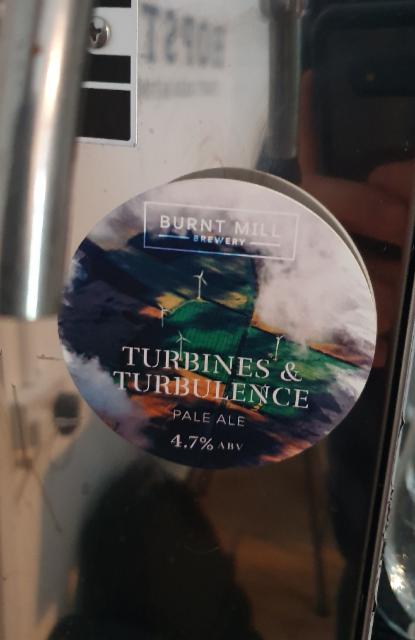 BURNT MILL
BREWERY
TURBINES &
TURBULENCE
PALE ALE
4.7% ABV